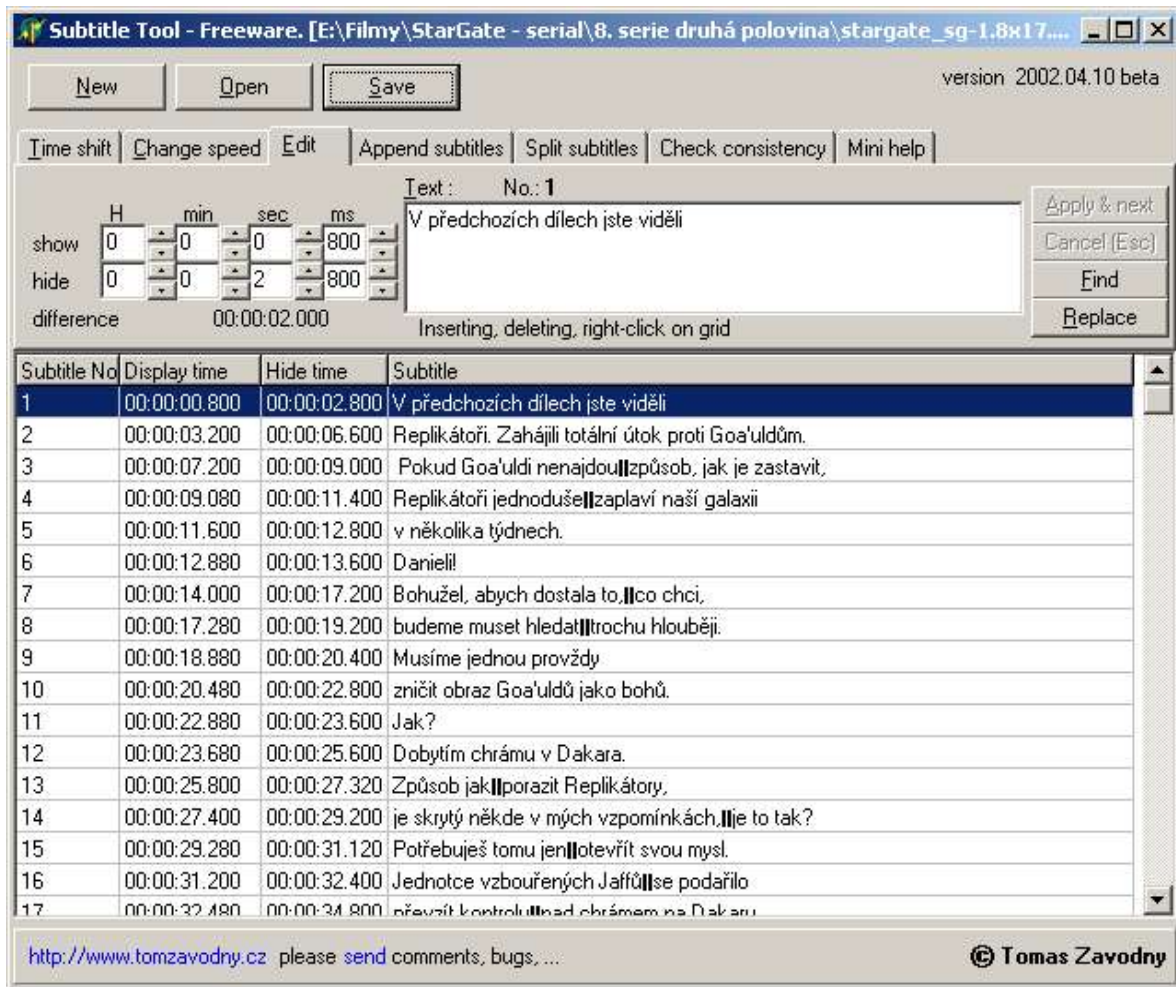 Subtitle Tool - Freeware. [E:\Filmy\StarGate - serial\8. serie druhá polovina\stargate_sg-1.8x17....
New Open Save version 2002.04.10 beta
Time shift Change speed Edit Append subtitles Split subtitles Check consistency Mini help
Text : No.: 1
H min sec ms
show 0 0 0 800
hide 0 0 2 800
difference 00:00:02.000
V předchozích dílech jste viděli
Inserting, deleting, right-click on grid
Apply & next
Cancel (Esc)
Find
Replace
Subtitle No Display time Hide time Subtitle
1 00:00:00.800 00:00:02.800 V předchozích dílech jste viděli
2 00:00:03.200 00:00:06.600 Replikátoři. Zahájili totální útok proti Goa'uldům.
3 00:00:07.200 00:00:09.000 Pokud Goa'uldi nenajdou||způsob, jak je zastavit,
4 00:00:09.080 00:00:11.400 Replikátoři jednoduše||zaplaví naší galaxii
5 00:00:11.600 00:00:12.800 v několika týdnech.
6 00:00:12.880 00:00:13.600 Danieli!
7 00:00:14.000 00:00:17.200 Bohužel, abych dostala to,||co chci,
8 00:00:17.280 00:00:19.200 budeme muset hledat||trochu hlouběji.
9 00:00:18.880 00:00:20.400 Musíme jednou provždy
10 00:00:20.480 00:00:22.800 zničit obraz Goa'uldů jako bohů.
11 00:00:22.880 00:00:23.600 Jak?
12 00:00:23.680 00:00:25.600 Dobytím chrámu v Dakara.
13 00:00:25.800 00:00:27.320 Způsob jak||porazit Replikátory,
14 00:00:27.400 00:00:29.200 je skrytý někde v mých vzpomínkách,||je to tak?
15 00:00:29.280 00:00:31.120 Potřebuješ tomu jen||otevřít svou mysl.
16 00:00:31.200 00:00:32.400 Jednotce vzbouřených Jaffů||se podařilo
17 00:00:32.480 00:00:34.800 převzít kontrolu||nad chrámem na Dakaru
http://www.tomzavodny.cz please send comments, bugs, ... © Tomas Zavodny